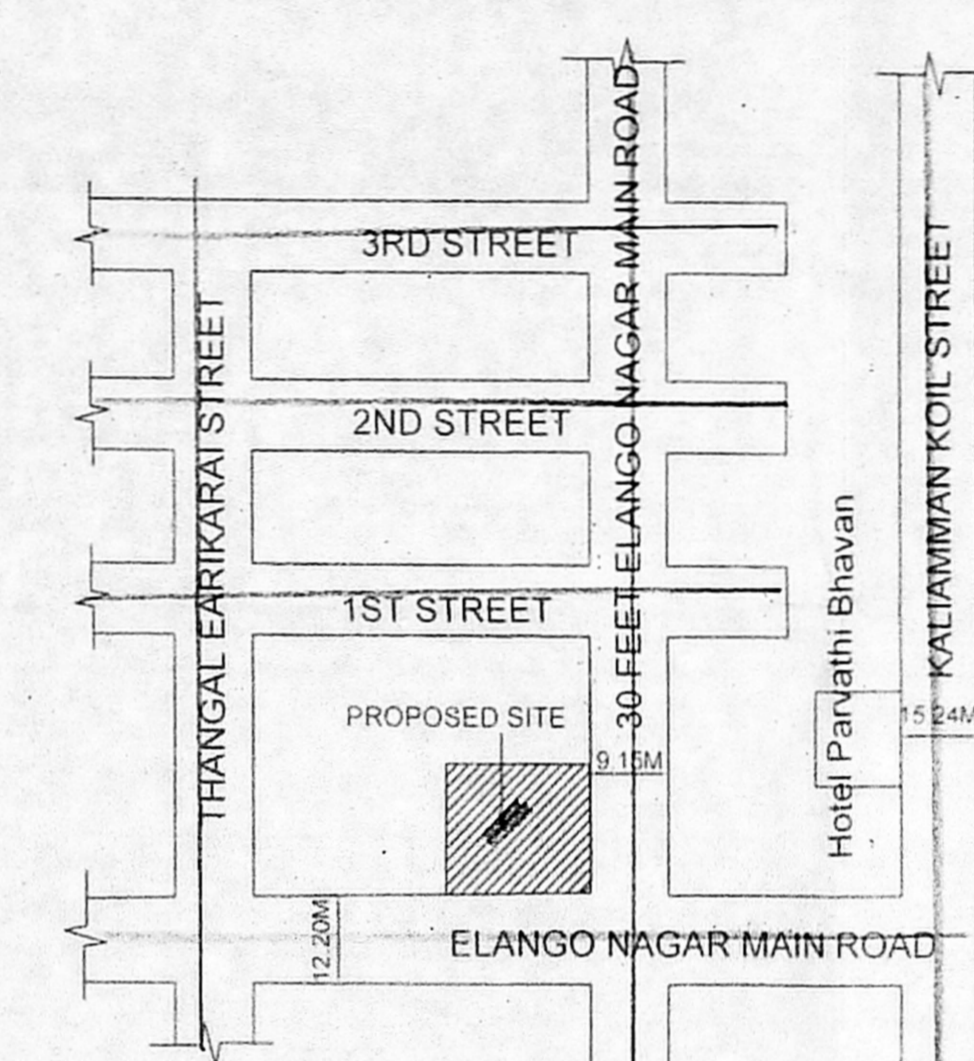 30 FEET ELANGO NAGAR MAIN ROAD
KALIAMMAN KOIL STREET
3RD STREET
THANGAL EARIKARAI STREET
2ND STREET
Hotel Parvathi Bhavan
1ST STREET
PROPOSED SITE
15.24M
9.15M
12.20M
ELANGO NAGAR MAIN ROAD